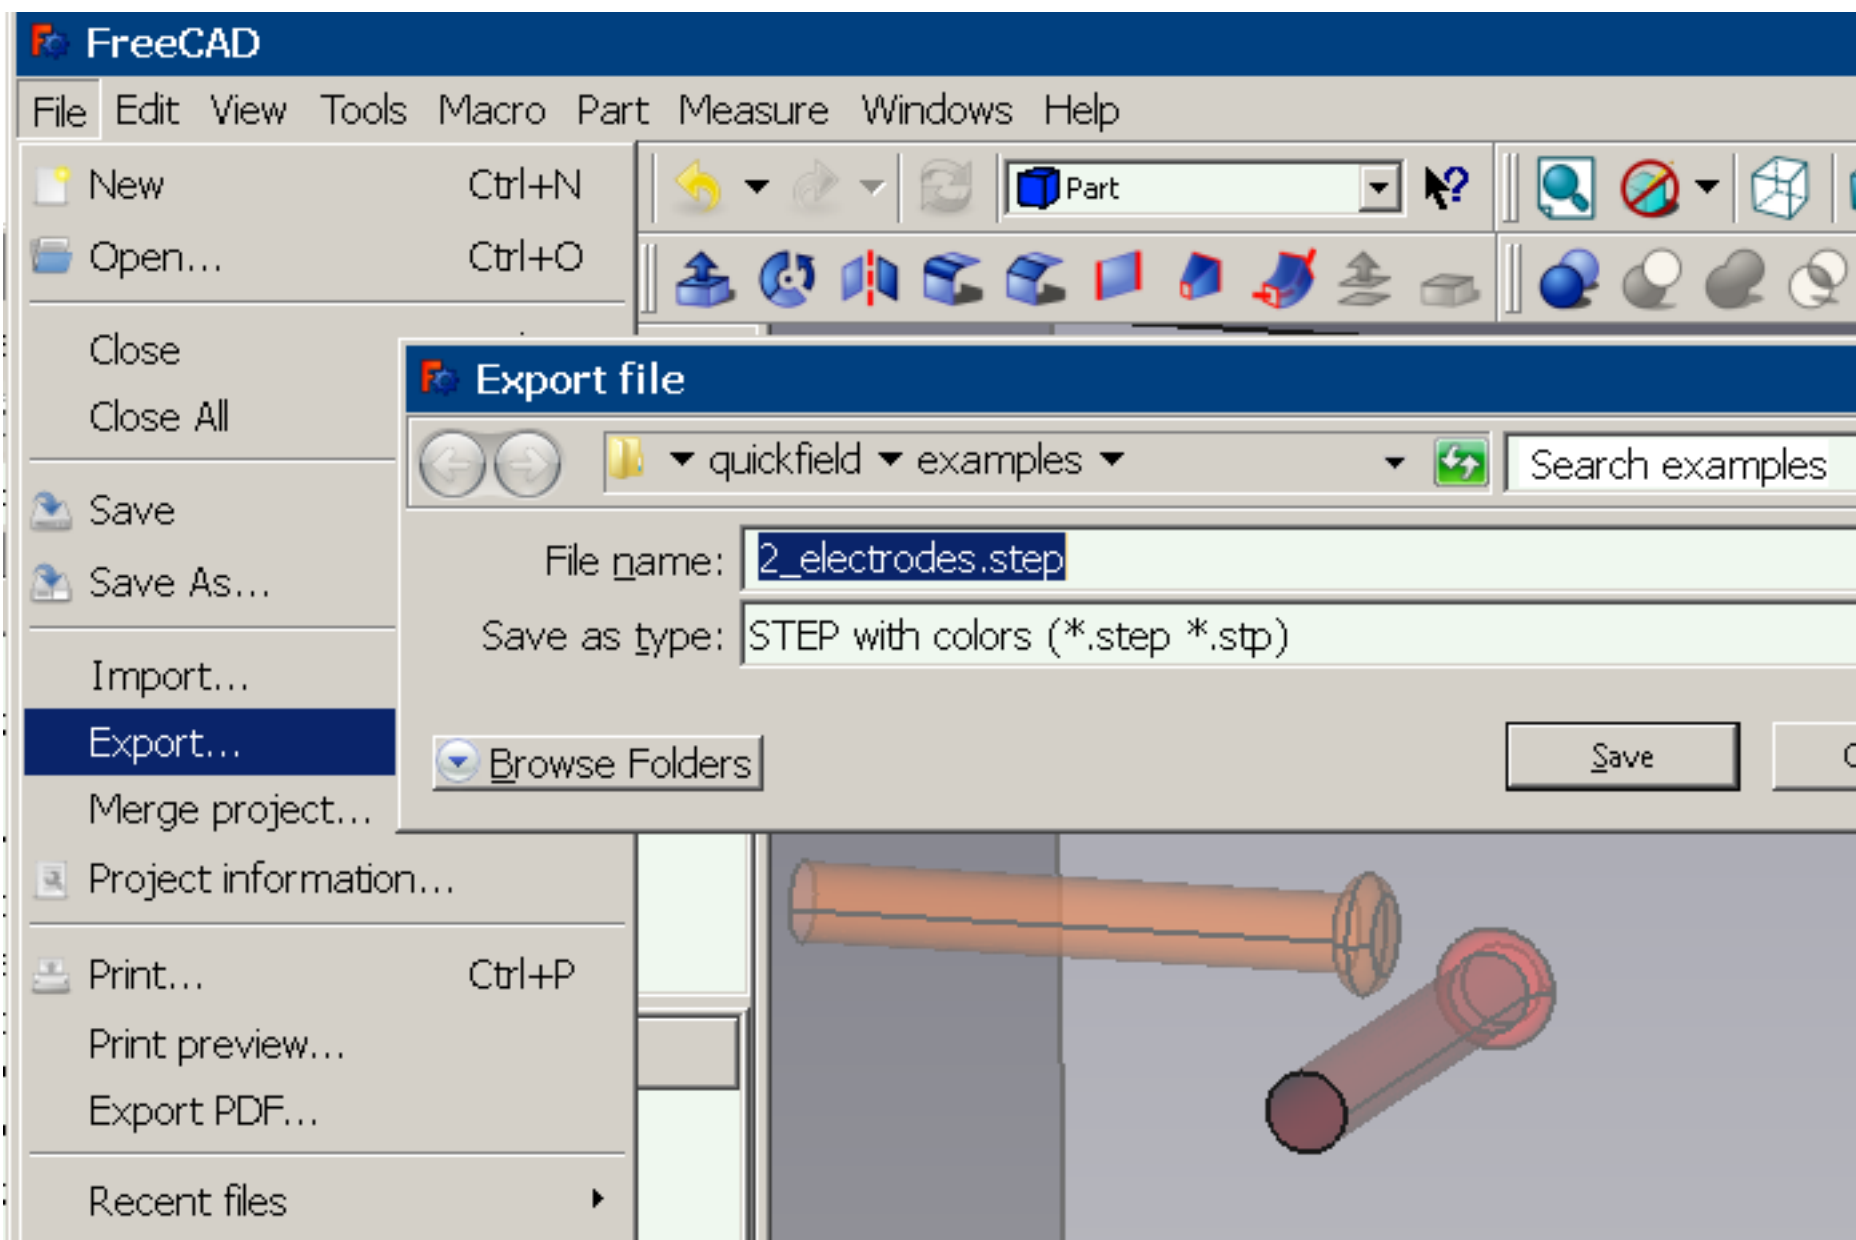 FreeCAD
File Edit View Tools Macro Part Measure Windows Help
New Ctrl+N
Part
Open... Ctrl+O
Close
Close All
Export file
quickfield examples
Search examples
Save
File name: 2_electrodes.step
Save As...
Save as type: STEP with colors (*.step *.stp)
Import...
Export...
Browse Folders
Save
Merge project...
Project information...
Print... Ctrl+P
Print preview...
Export PDF...
Recent files